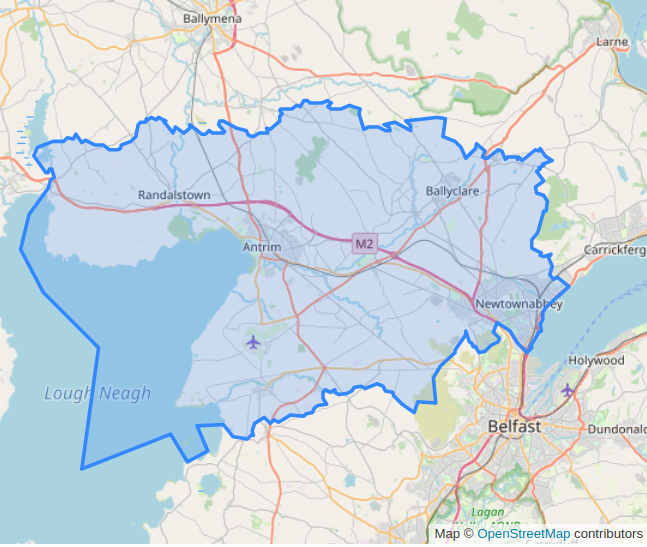 Ballymena
Larne
Randalstown
Ballyclare
M2
Antrim
Carrickferg
Newtownabbey
Holywood
Lough Neagh
Belfast
Dundonald
Lagan
Map © OpenStreetMap contributors